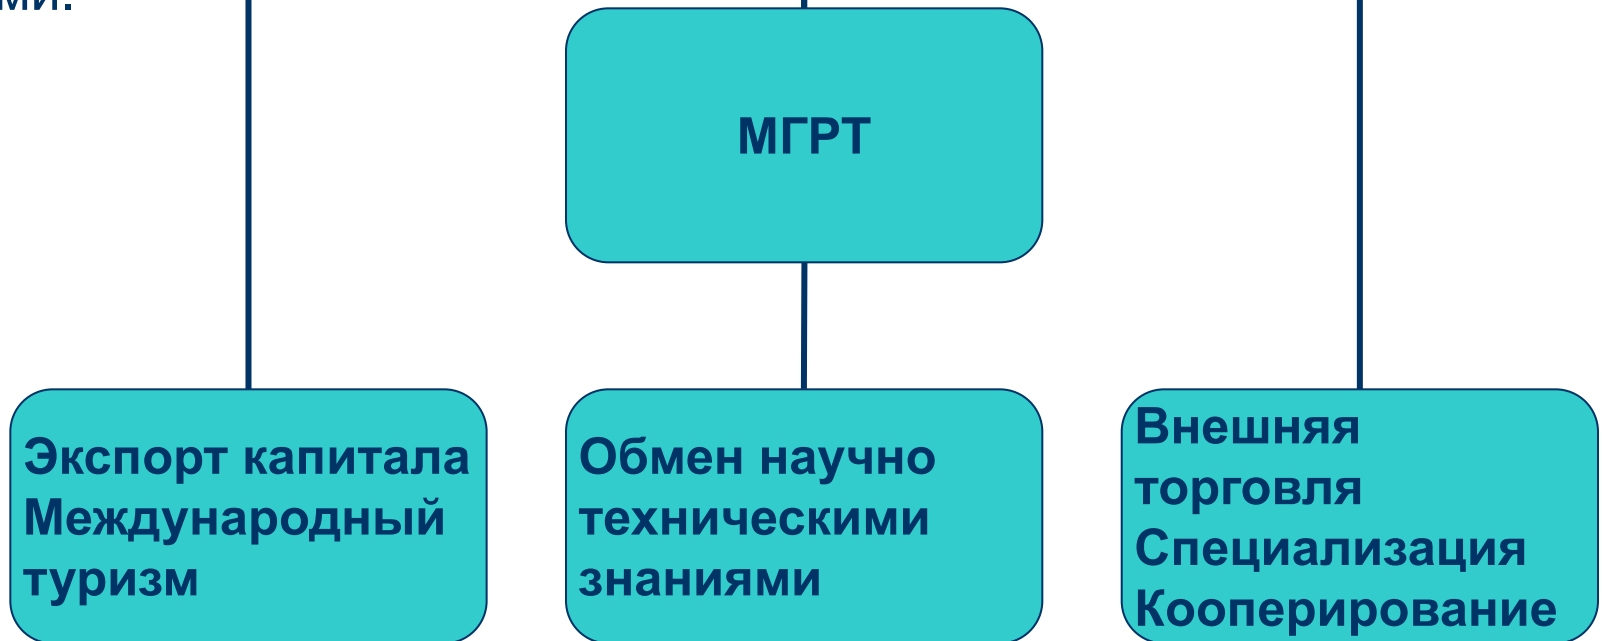 МГРТ
Экспорт капитала
Международный
туризм
Обмен научно
техническими
знаниями
Внешняя
торговля
Специализация
Кооперирование